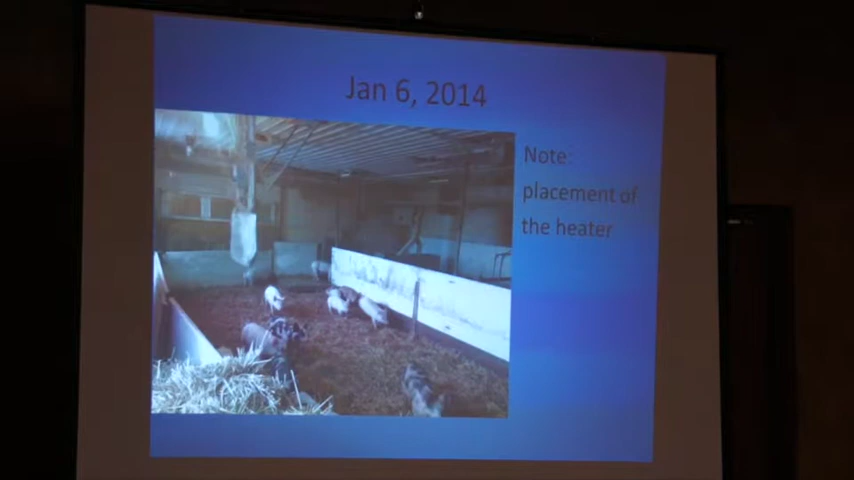 Jan 6, 2014
Note:
placement of
the heater